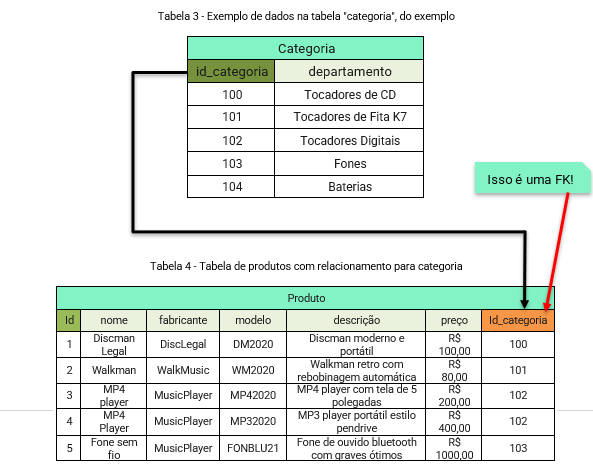 Tabela 3 - Exemplo de dados na tabela "categoria", do exemplo
Categoria
id_categoria departamento
100 Tocadores de CD
101 Tocadores de Fita K7
102 Tocadores Digitais
103 Fones
104 Baterias
Isso é uma FK!
Tabela 4 - Tabela de produtos com relacionamento para categoria
Produto
Id nome fabricante modelo descrição preço Id_categoria
1 Discman Legal DiscLegal DM2020 Discman moderno e portátil R$ 100,00 100
2 Walkman WalkMusic WM2020 Walkman retro com rebobinagem automática R$ 80,00 101
3 MP4 player MusicPlayer MP42020 MP4 player com tela de 5 polegadas R$ 200,00 102
4 MP4 Player MusicPlayer MP32020 MP3 player portátil estilo pendrive R$ 400,00 102
5 Fone sem fio MusicPlayer FONBLU21 Fone de ouvido bluetooth com graves ótimos R$ 1000,00 103